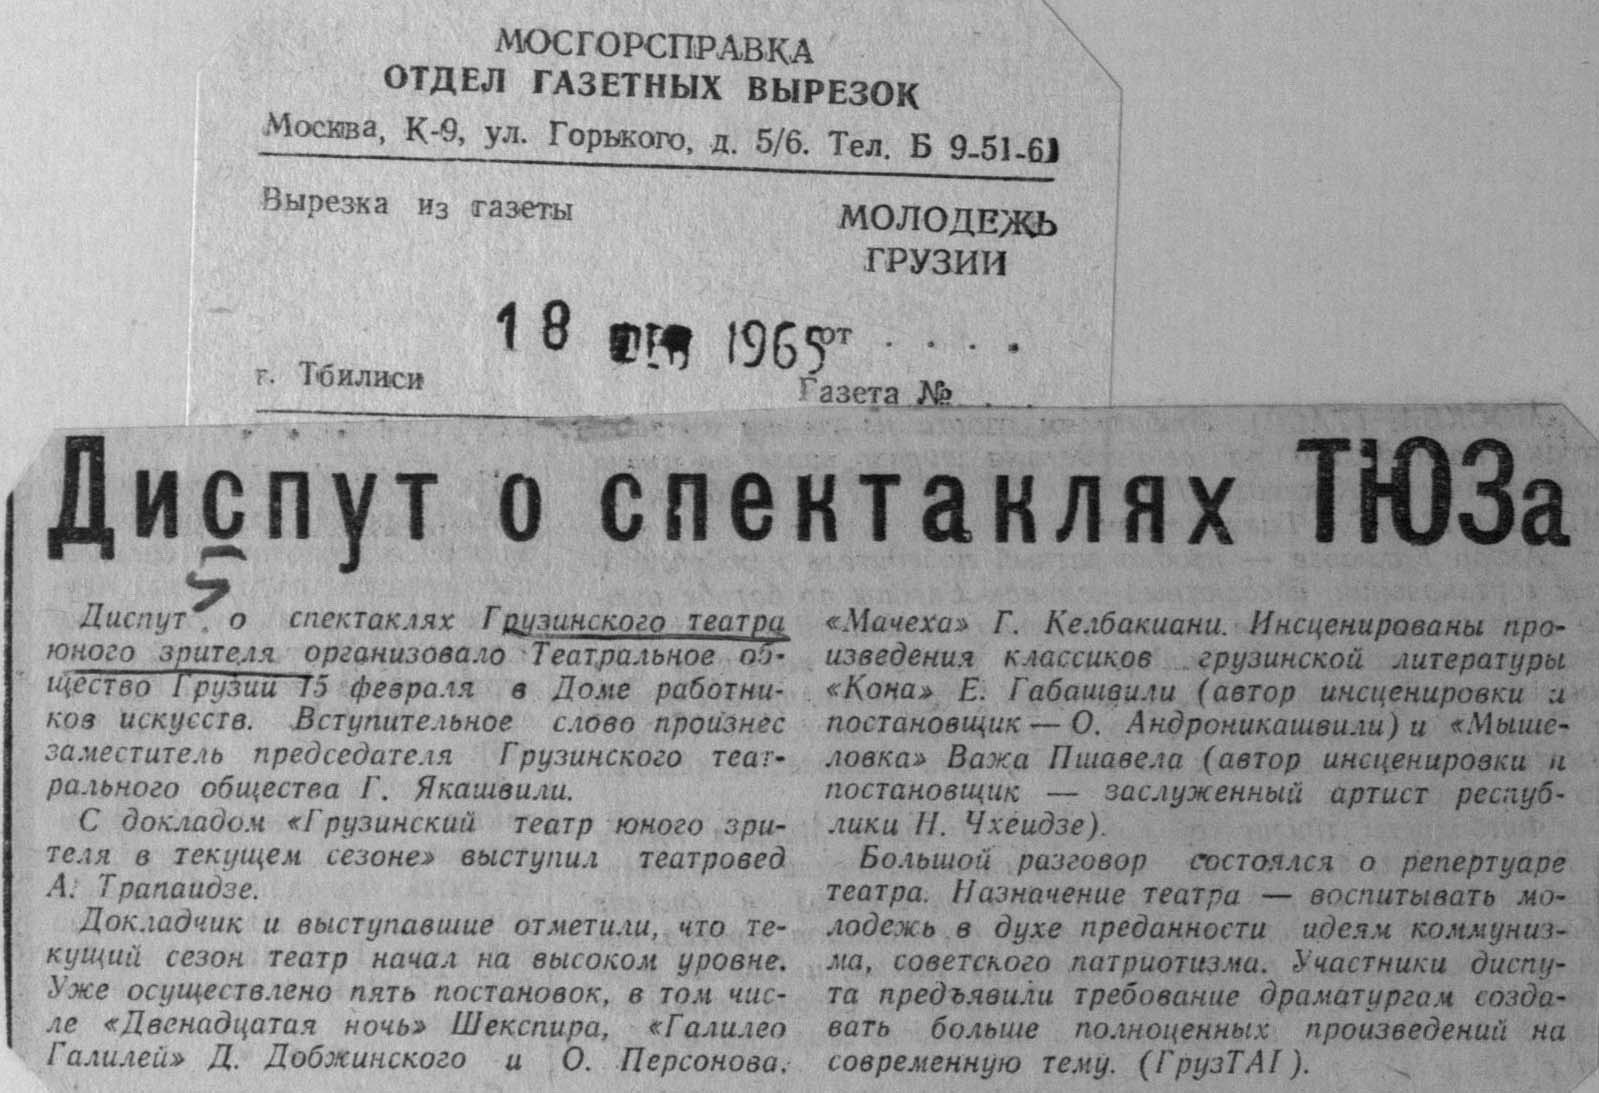 МОСГОРСПРАВКА
ОТДЕЛ ГАЗЕТНЫХ ВЫРЕЗОК
Москва, К-9, ул. Горького, д. 5/6. Тел. Б 9-51-61
Вырезка из газеты
МОЛОДЕЖЬ
ГРУЗИИ
18 1965 от . . . .
г. Тбилиси
Газета № . .
Диспут о спектаклях ТЮЗа
Диспут о спектаклях Грузинского театра
юного зрителя организовало Театральное об-
щество Грузии 15 февраля в Доме работни-
ков искусств. Вступительное слово произнес
заместитель председателя Грузинского теат-
рального общества Г. Якашвили.
С докладом «Грузинский театр юного зри-
теля в текущем сезоне» выступил театровед
А. Трапаидзе.
Докладчик и выступавшие отметили, что те-
кущий сезон театр начал на высоком уровне.
Уже осуществлено пять постановок, в том чис-
ле «Двенадцатая ночь» Шекспира, «Галилео
Галилей» Д. Добжинского и О. Персонова.
«Мачеха» Г. Келбакиани. Инсценированы про-
изведения классиков грузинской литературы
«Кона» Е. Габашвили (автор инсценировки и
постановщик — О. Андроникашвили) и «Мыше-
ловка» Важа Пшавела (автор инсценировки и
постановщик — заслуженный артист респуб-
лики Н. Чхеидзе).
Большой разговор состоялся о репертуаре
театра. Назначение театра — воспитывать мо-
лодежь в духе преданности идеям коммуниз-
ма, советского патриотизма. Участники диспу-
та предъявили требование драматургам созда-
вать больше полноценных произведений на
современную тему. (ГрузТАГ).